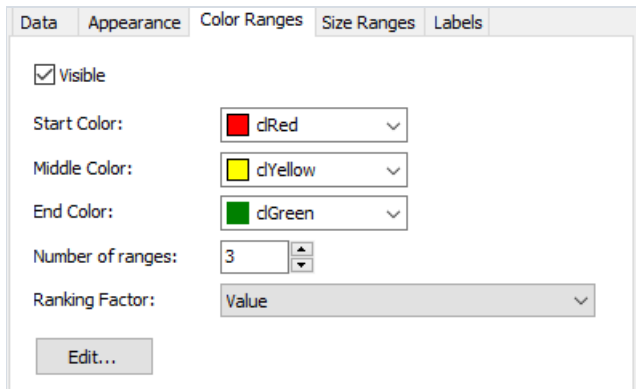 Data Appearance Color Ranges Size Ranges Labels
Visible
Start Color: clRed
Middle Color: clYellow
End Color: clGreen
Number of ranges: 3
Ranking Factor: Value
Edit...